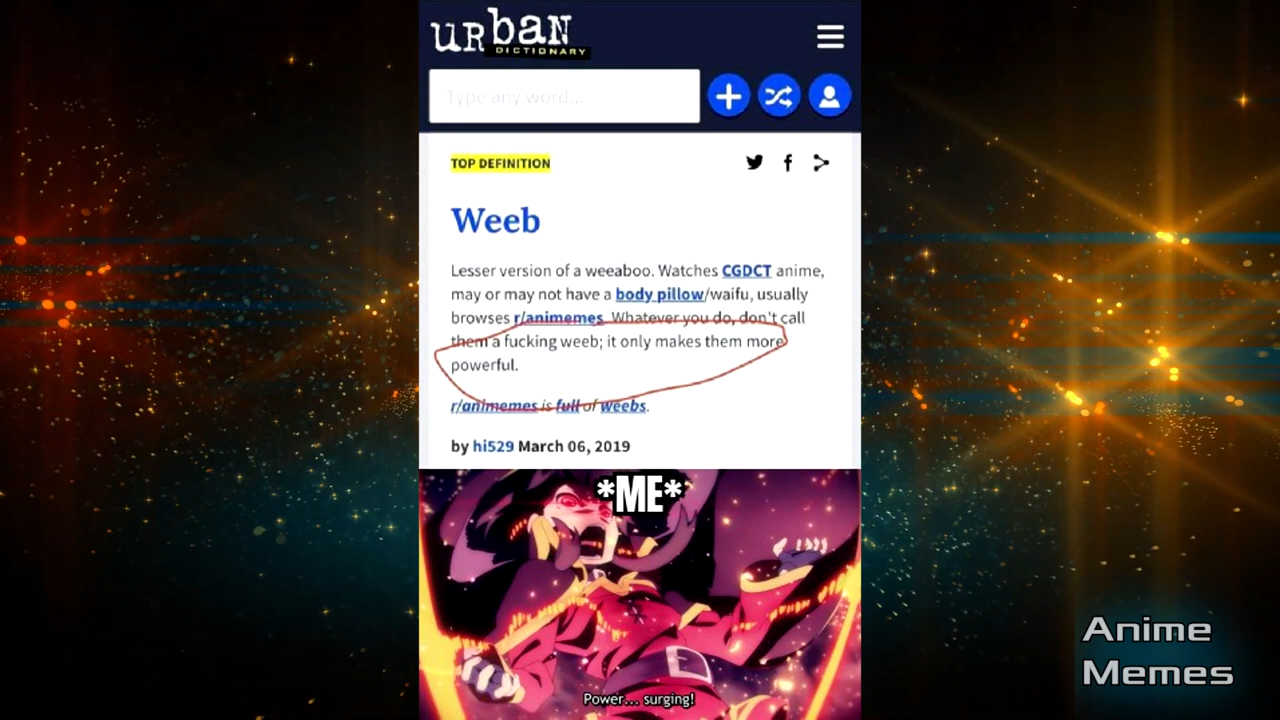 urban
DICTIONARY
Type any word...
TOP DEFINITION
Weeb
Lesser version of a weeaboo. Watches CGDCT anime,
may or may not have a body pillow/waifu, usually
browses r/animemes. Whatever you do, don't call
them a fucking weeb; it only makes them more
powerful.
r/animemes is full of weebs.
by hi529 March 06, 2019
*ME*
Power... surging!
Anime
Memes